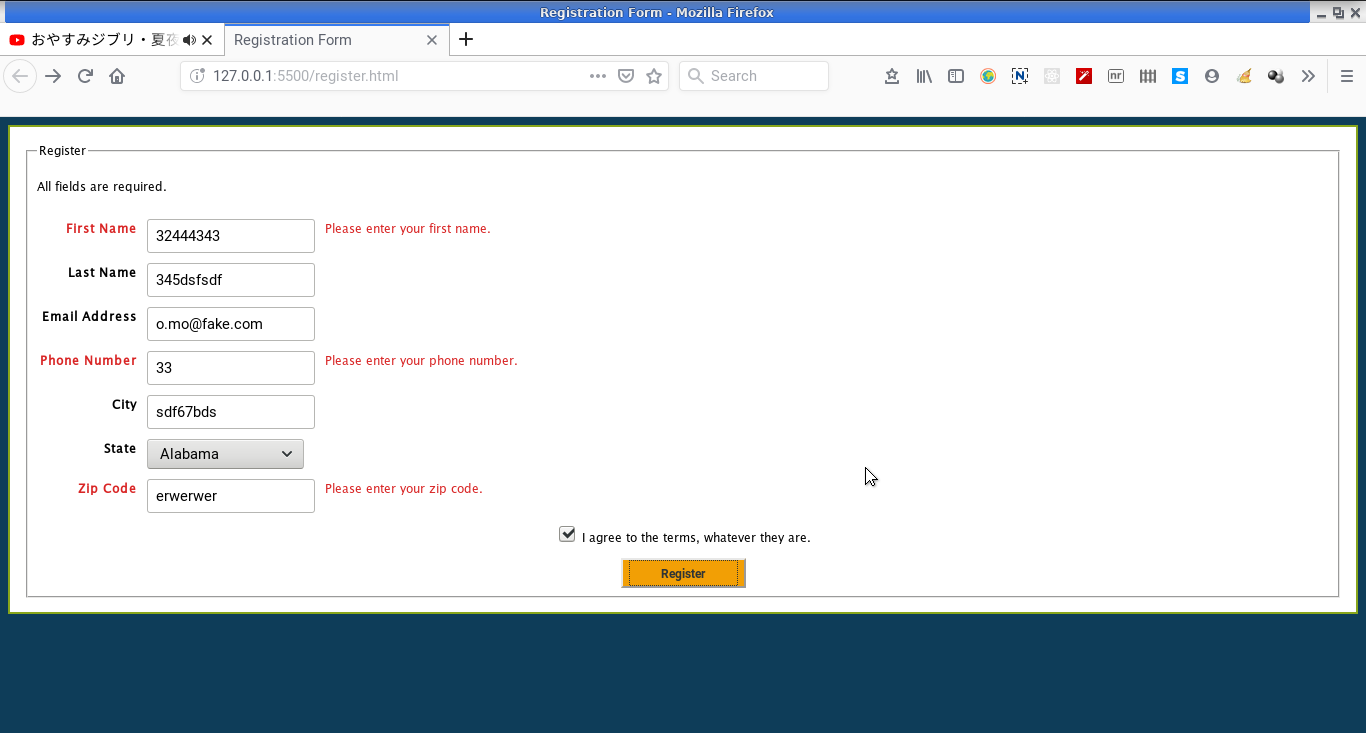 Registration Form - Mozilla Firefox
おやすみジブリ・夏夜
Registration Form
127.0.0.1:5500/register.html
Search
N
nr
S
Register
All fields are required.
First Name 32444343 Please enter your first name.
Last Name 345dsfsdf
Email Address o.mo@fake.com
Phone Number 33 Please enter your phone number.
City sdf67bds
State Alabama
Zip Code erwerwer Please enter your zip code.
I agree to the terms, whatever they are.
Register